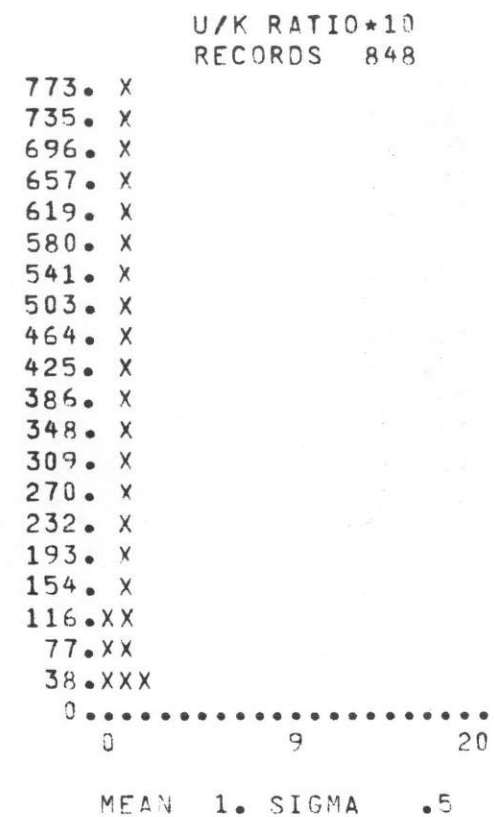 U/K RATIO*10
RECORDS 848
773. X
735. X
696. X
657. X
619. X
580. X
541. X
503. X
464. X
425. X
386. X
348. X
309. X
270. X
232. X
193. X
154. X
116.XX
77.XX
38.XXX
0......................
0 9 20
MEAN 1. SIGMA .5